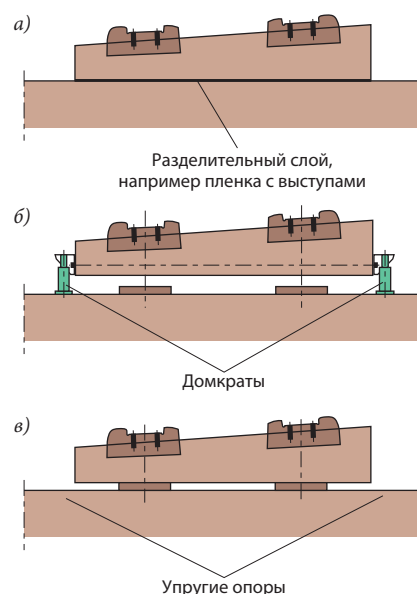 а)
Разделительный слой,
например пленка с выступами
б)
Домкраты
в)
Упругие опоры